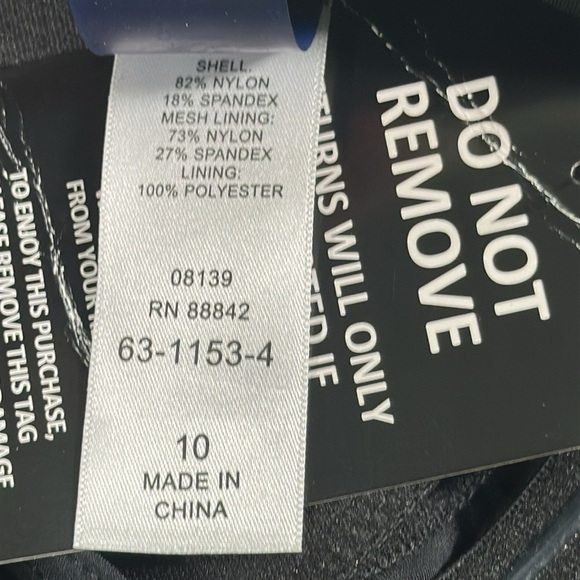 SHELL:
82% NYLON
18% SPANDEX
MESH LINING:
73% NYLON
27% SPANDEX
LINING:
100% POLYESTER
08139
RN 88842
63-1153-4
10
MADE IN
CHINA
DO NOT
REMOVE
WILL ONLY
IF
FROM YOUR
TO ENJOY THIS PURCHASE,
REMOVE THIS TAG